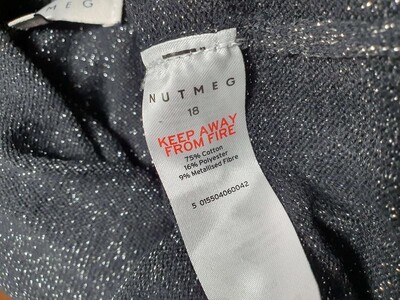 MEG
NUTMEG
18
KEEP AWAY
FROM FIRE
75% Cotton
16% Polyester
9% Metallised Fibre
5 015504060042